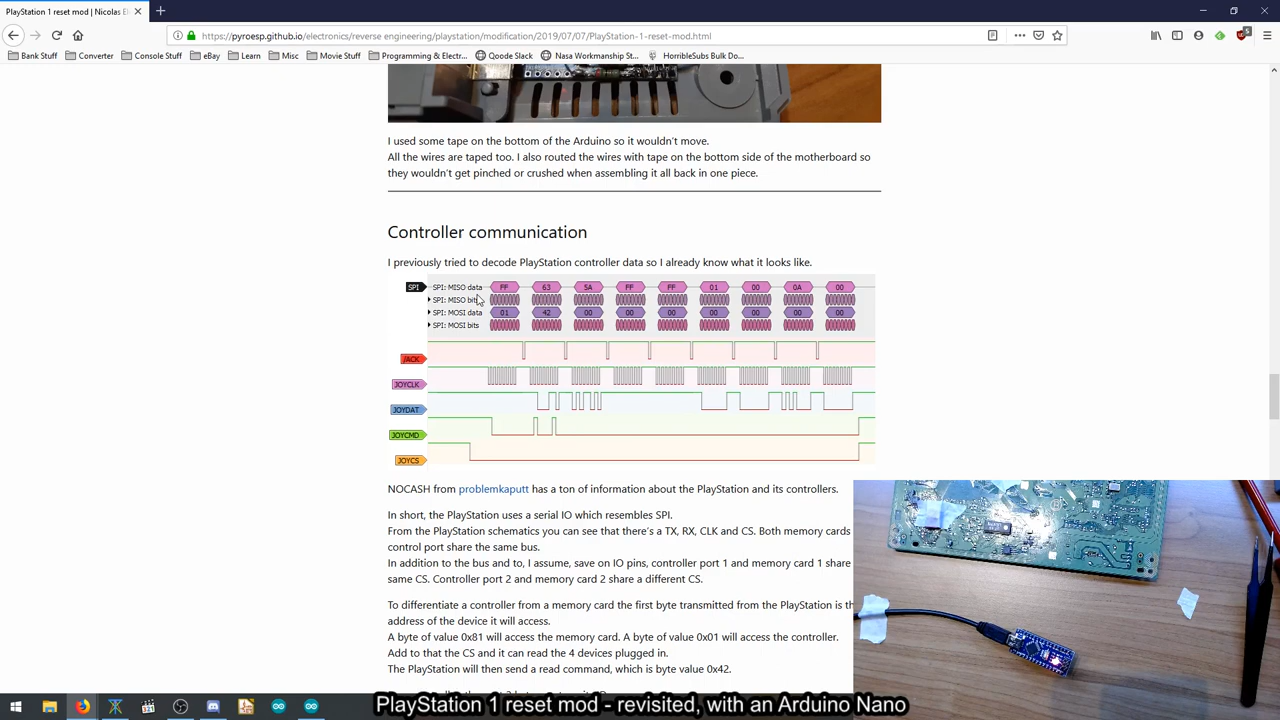 PlayStation 1 reset mod | Nicolas El
https://pyroesp.github.io/electronics/reverse engineering/playstation/modification/2019/07/07/PlayStation-1-reset-mod.html
Bank Stuff Converter Console Stuff eBay Learn Misc Movie Stuff Programming & Electr... Qoode Slack Nasa Workmanship St... HorribleSubs Bulk Do...
I used some tape on the bottom of the Arduino so it wouldn't move.
All the wires are taped too. I also routed the wires with tape on the bottom side of the motherboard so
they wouldn't get pinched or crushed when assembling it all back in one piece.
Controller communication
I previously tried to decode PlayStation controller data so I already know what it looks like.
SPI SPI: MISO data FF 63 5A FF FF 01 00 0A 00
SPI: MISO bits
SPI: MOSI data 01 42 00 00 00 00 00 00 00
SPI: MOSI bits
/ACK
JOYCLK
JOYDAT
JOYCMD
JOYCS
NOCASH from problemkaputt has a ton of information about the PlayStation and its controllers.
In short, the PlayStation uses a serial IO which resembles SPI.
From the PlayStation schematics you can see that there's a TX, RX, CLK and CS. Both memory cards
control port share the same bus.
In addition to the bus and to, I assume, save on IO pins, controller port 1 and memory card 1 share
same CS. Controller port 2 and memory card 2 share a different CS.
To differentiate a controller from a memory card the first byte transmitted from the PlayStation is th
address of the device it will access.
A byte of value 0x81 will access the memory card. A byte of value 0x01 will access the controller.
Add to that the CS and it can read the 4 devices plugged in.
The PlayStation will then send a read command, which is byte value 0x42.
PlayStation 1 reset mod - revisited, with an Arduino Nano